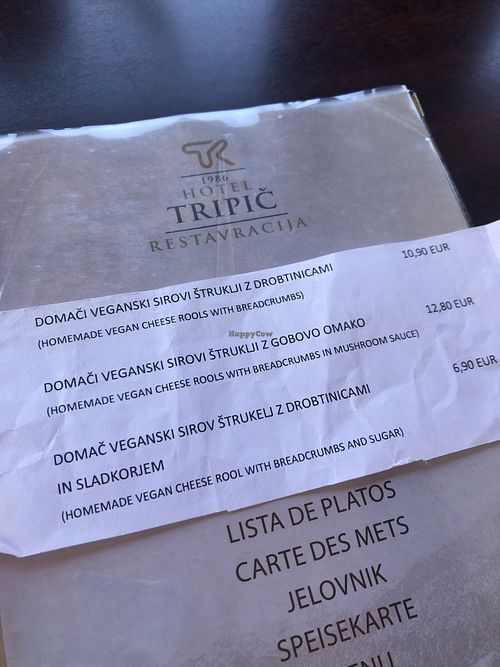 TR
1986
HOTEL
TRIPIČ
RESTAVRACIJA
DOMAČI VEGANSKI SIROVI ŠTRUKLJI Z DROBTINICAMI 10,90 EUR
(HOMEMADE VEGAN CHEESE ROOLS WITH BREADCRUMBS)
HappyCow
DOMAČI VEGANSKI SIROVI ŠTRUKLJI Z GOBOVO OMAKO 12,80 EUR
(HOMEMADE VEGAN CHEESE ROOLS WITH BREADCRUMBS IN MUSHROOM SAUCE)
DOMAČ VEGANSKI SIROV ŠTRUKELJ Z DROBTINICAMI 6,90 EUR
IN SLADKORJEM
(HOMEMADE VEGAN CHEESE ROOL WITH BREADCRUMBS AND SUGAR)
LISTA DE PLATOS
CARTE DES METS
JELOVNIK
SPEISEKARTE